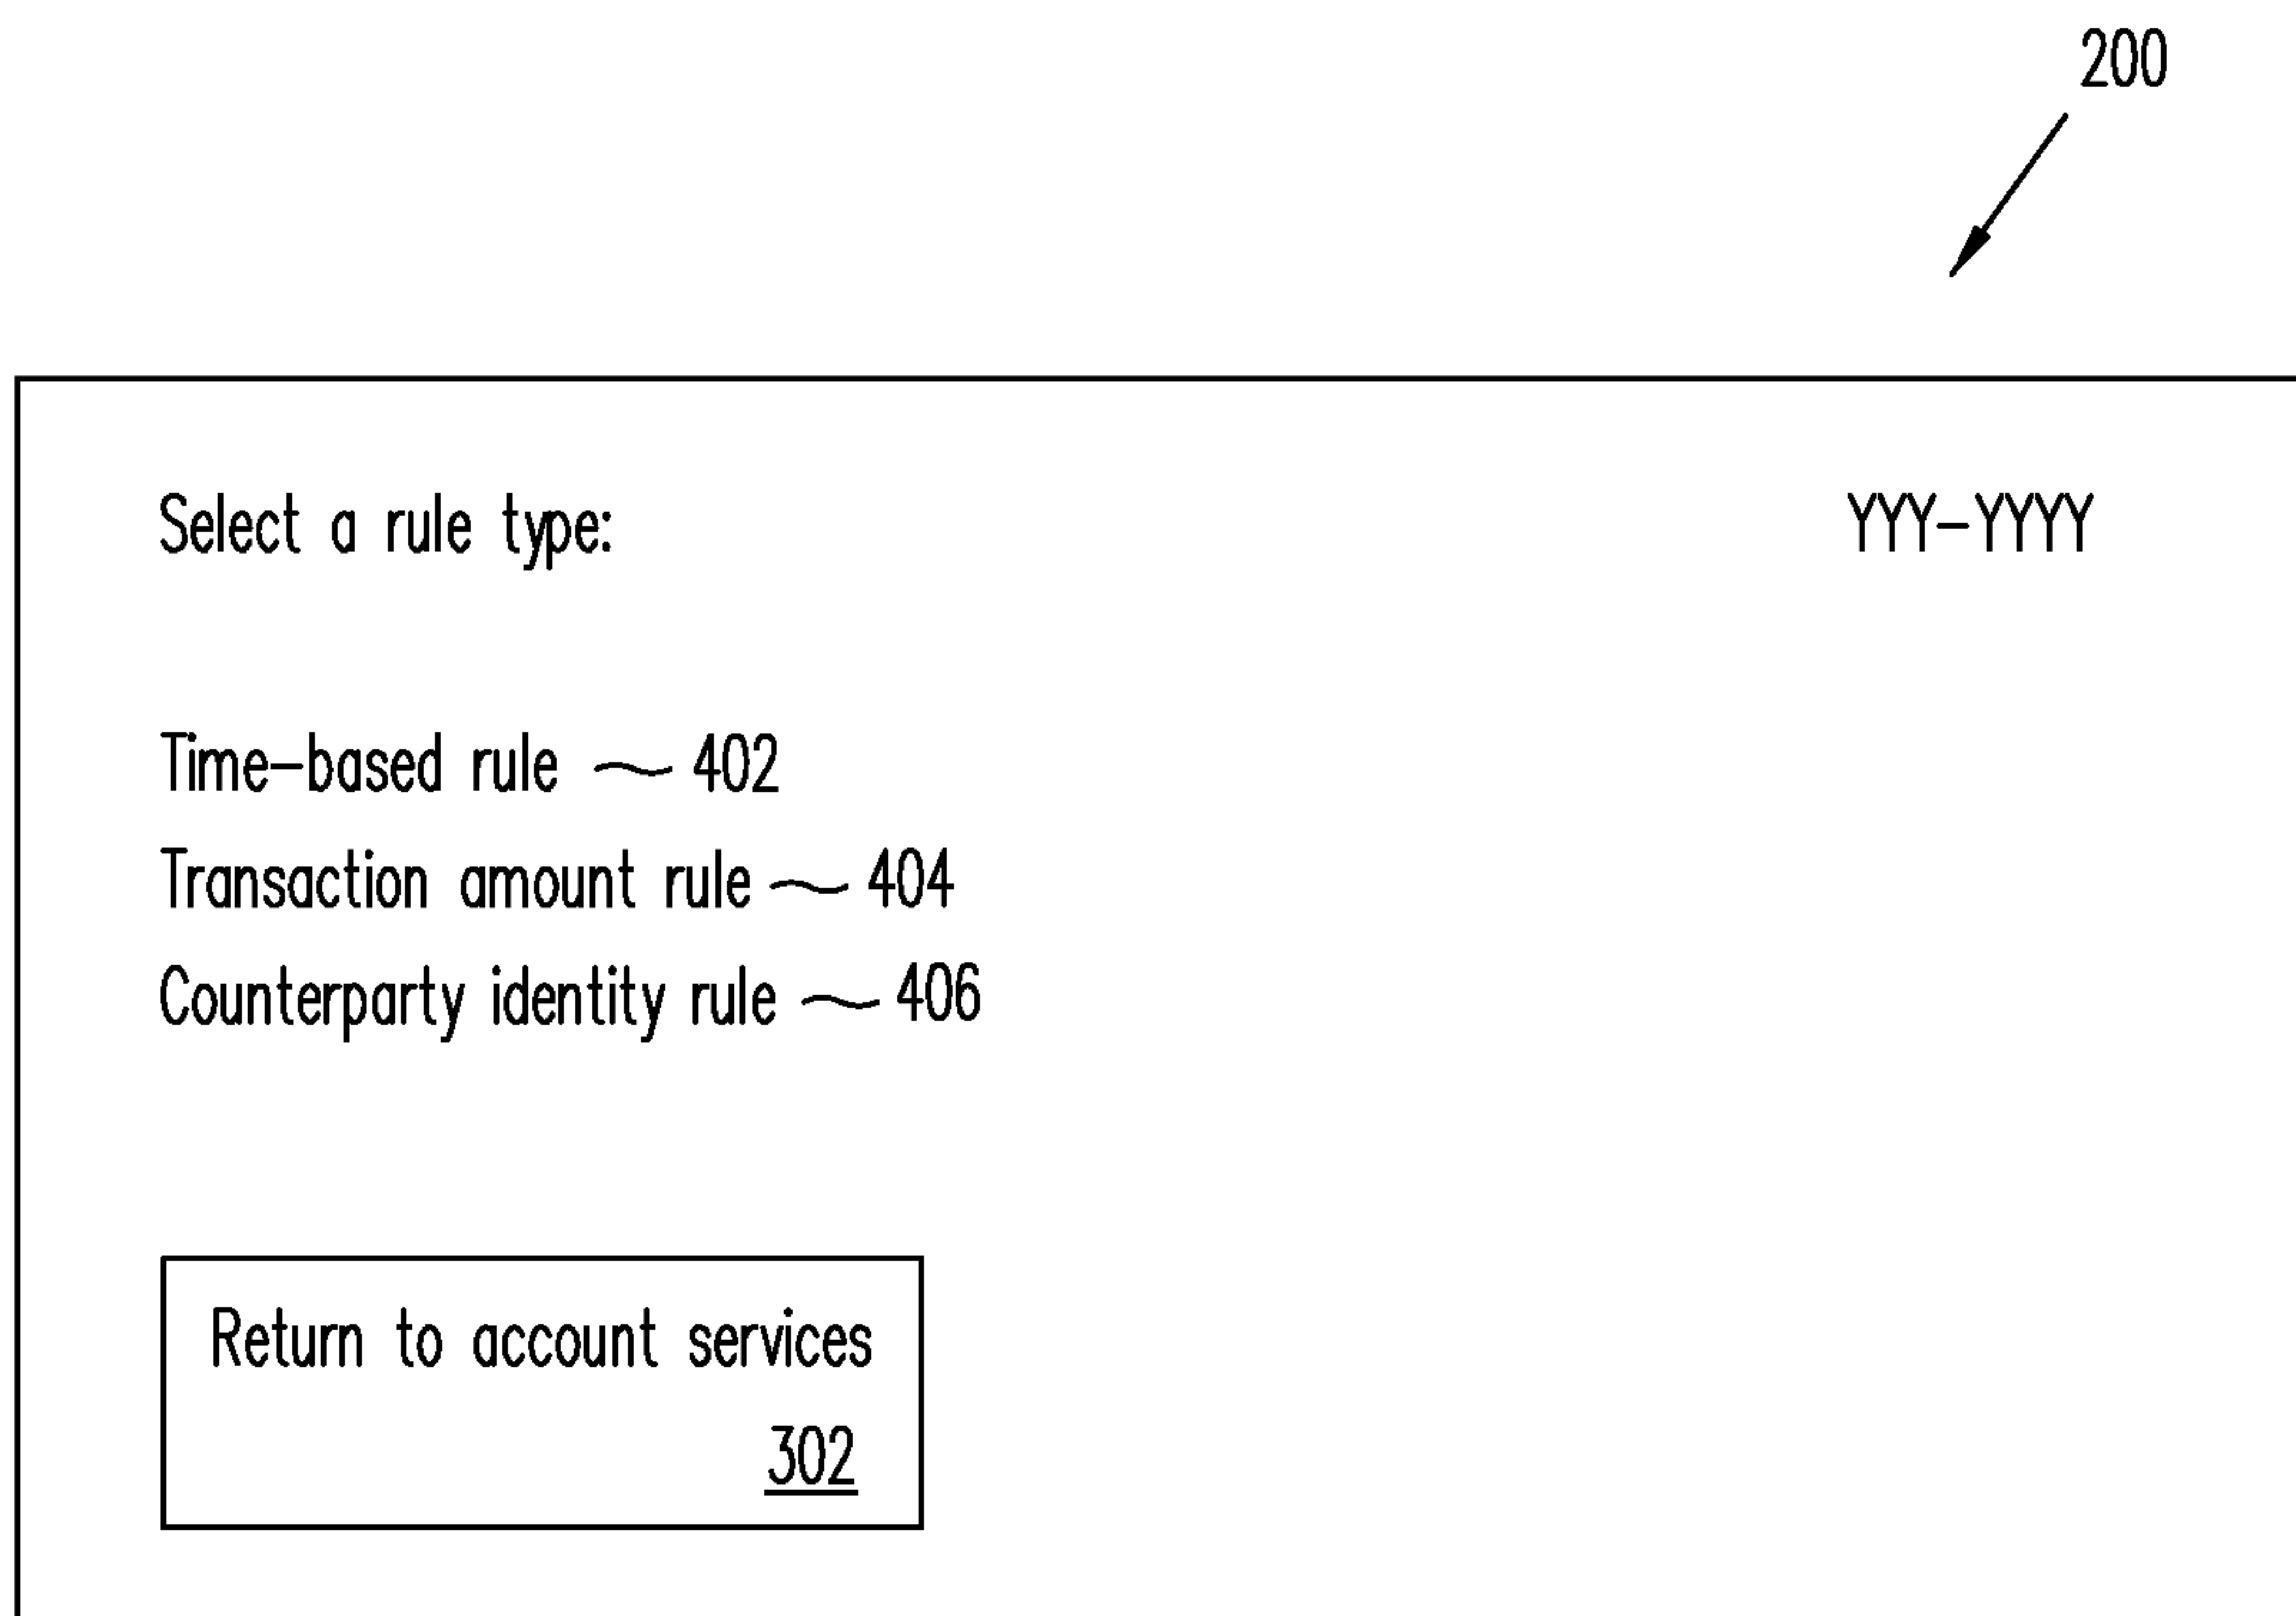 200
Select a rule type: YYY–YYYY
Time–based rule 402
Transaction amount rule 404
Counterparty identity rule 406
Return to account services
302